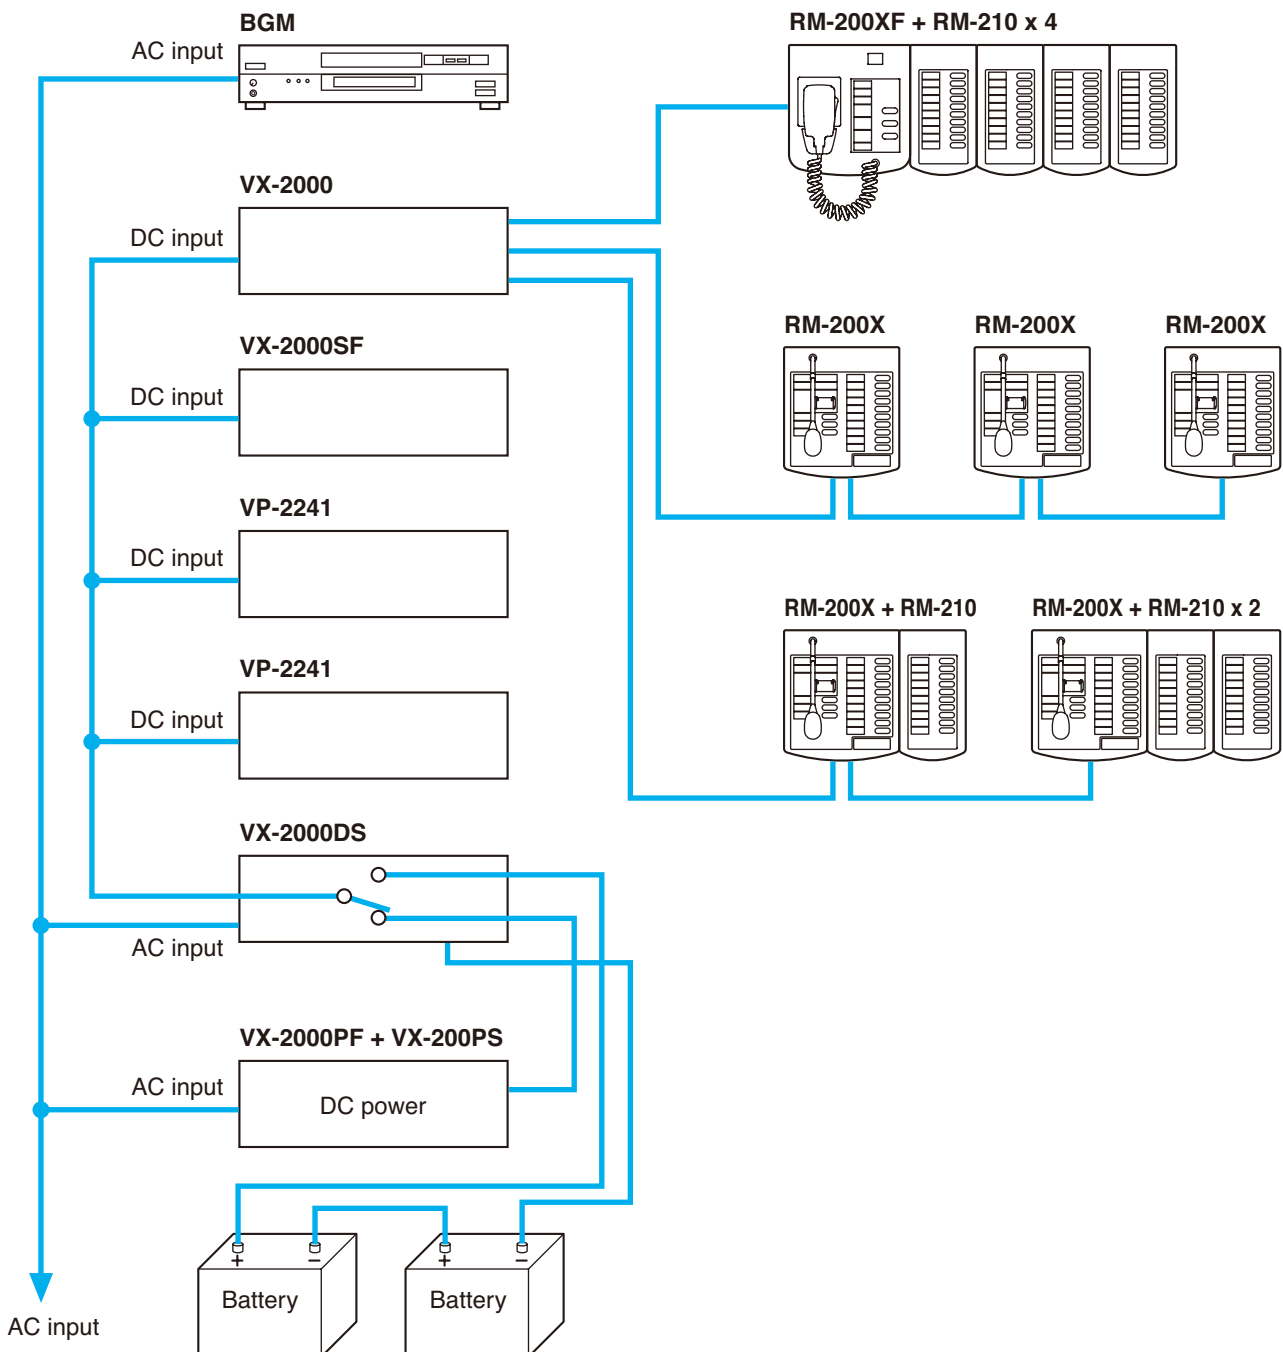 BGM
AC input
RM-200XF + RM-210 x 4
VX-2000
DC input
RM-200X
RM-200X
RM-200X
VX-2000SF
DC input
VP-2241
DC input
RM-200X + RM-210
RM-200X + RM-210 x 2
VP-2241
DC input
VX-2000DS
AC input
VX-2000PF + VX-200PS
AC input
DC power
+
−
+
−
Battery
Battery
AC input